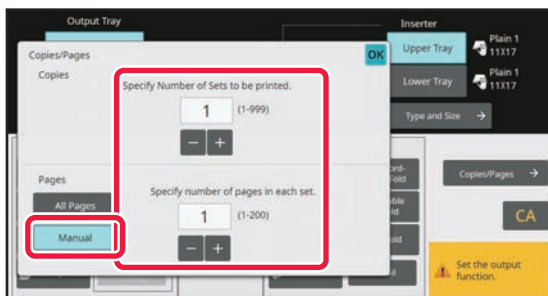 Output Tray
Inserter
Upper Tray
Plain 1
11X17
Lower Tray
Plain 1
11X17
Type and Size
Copies/Pages
OK
Copies
Specify Number of Sets to be printed.
1
(1-999)
Pages
All Pages
Manual
Specify number of pages in each set.
1
(1-200)
Copies/Pages
CA
Set the output
function.